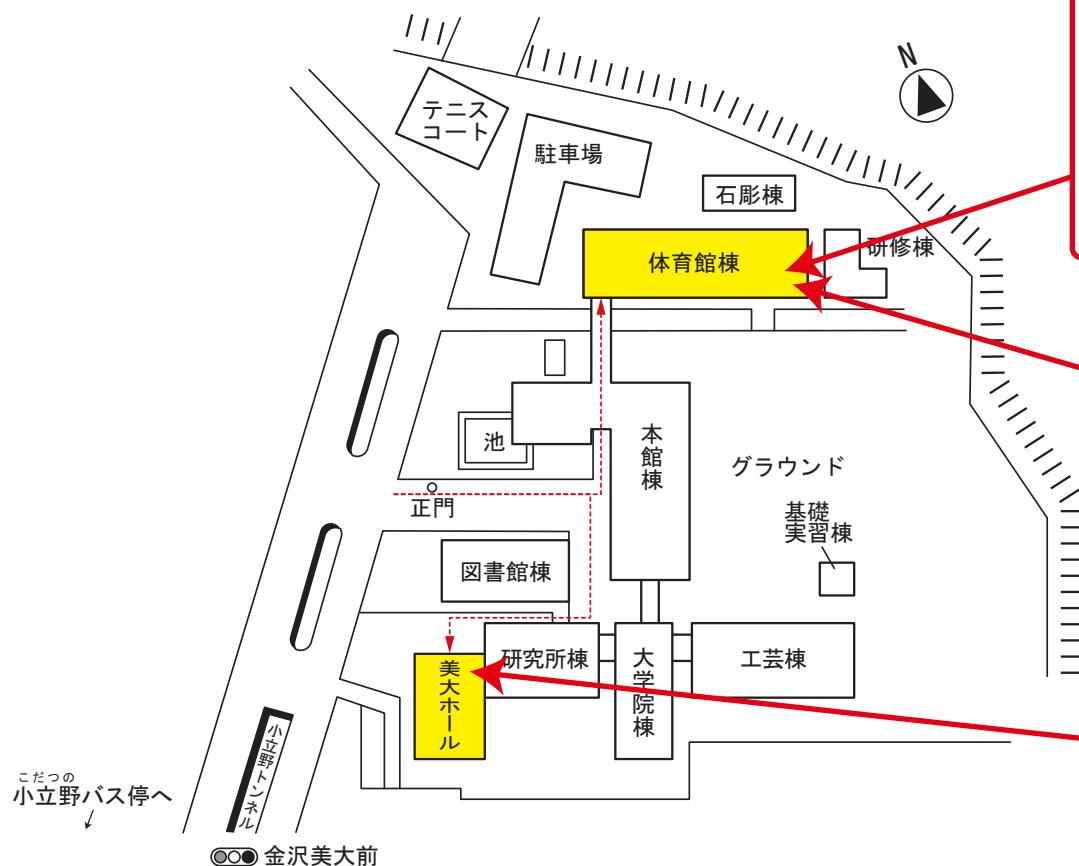 N
テニス
コート
駐車場
石彫棟
体育館棟
研修棟
池
本館棟
グラウンド
正門
基礎
実習棟
図書館棟
研究所棟
大学院棟
工芸棟
美大ホール
小立野トンネル
こだつの
小立野バス停へ
金沢美大前